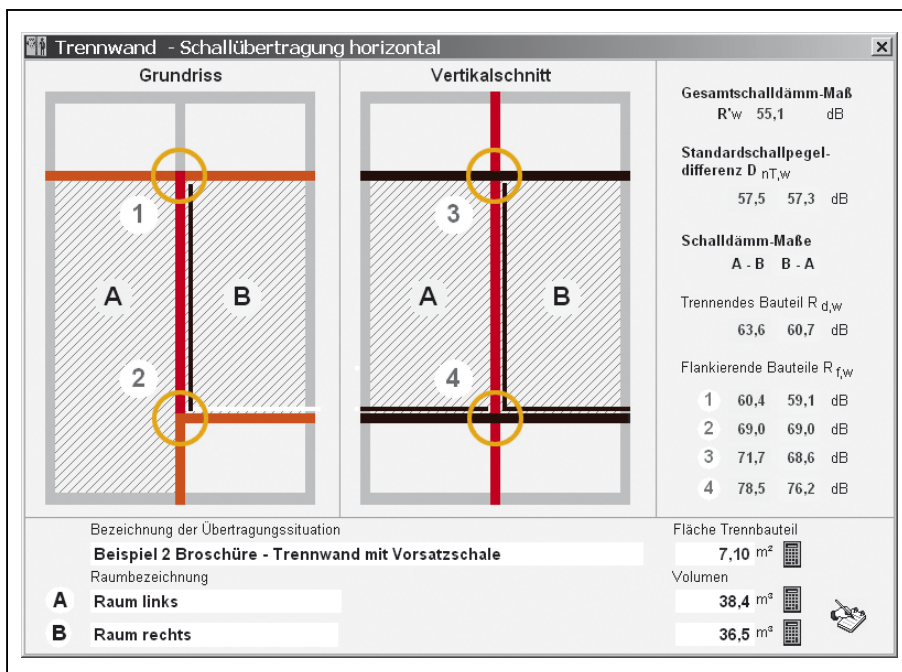 Trennwand - Schallübertragung horizontal
Grundriss
1
A
B
2
Vertikalschnitt
3
A
B
4
Gesamtschalldämm-Maß
R'w 55,1 dB
Standardschallpegel-
differenz D nT,w
57,5 57,3 dB
Schalldämm-Maße
A - B B - A
Trennendes Bauteil R d,w
63,6 60,7 dB
Flankierende Bauteile R f,w
1 60,4 59,1 dB
2 69,0 69,0 dB
3 71,7 68,6 dB
4 78,5 76,2 dB
Bezeichnung der Übertragungssituation
Beispiel 2 Broschüre - Trennwand mit Vorsatzschale
Raumbezeichnung
A Raum links
B Raum rechts
Fläche Trennbauteil
7,10 m²
Volumen
38,4 m³
36,5 m³